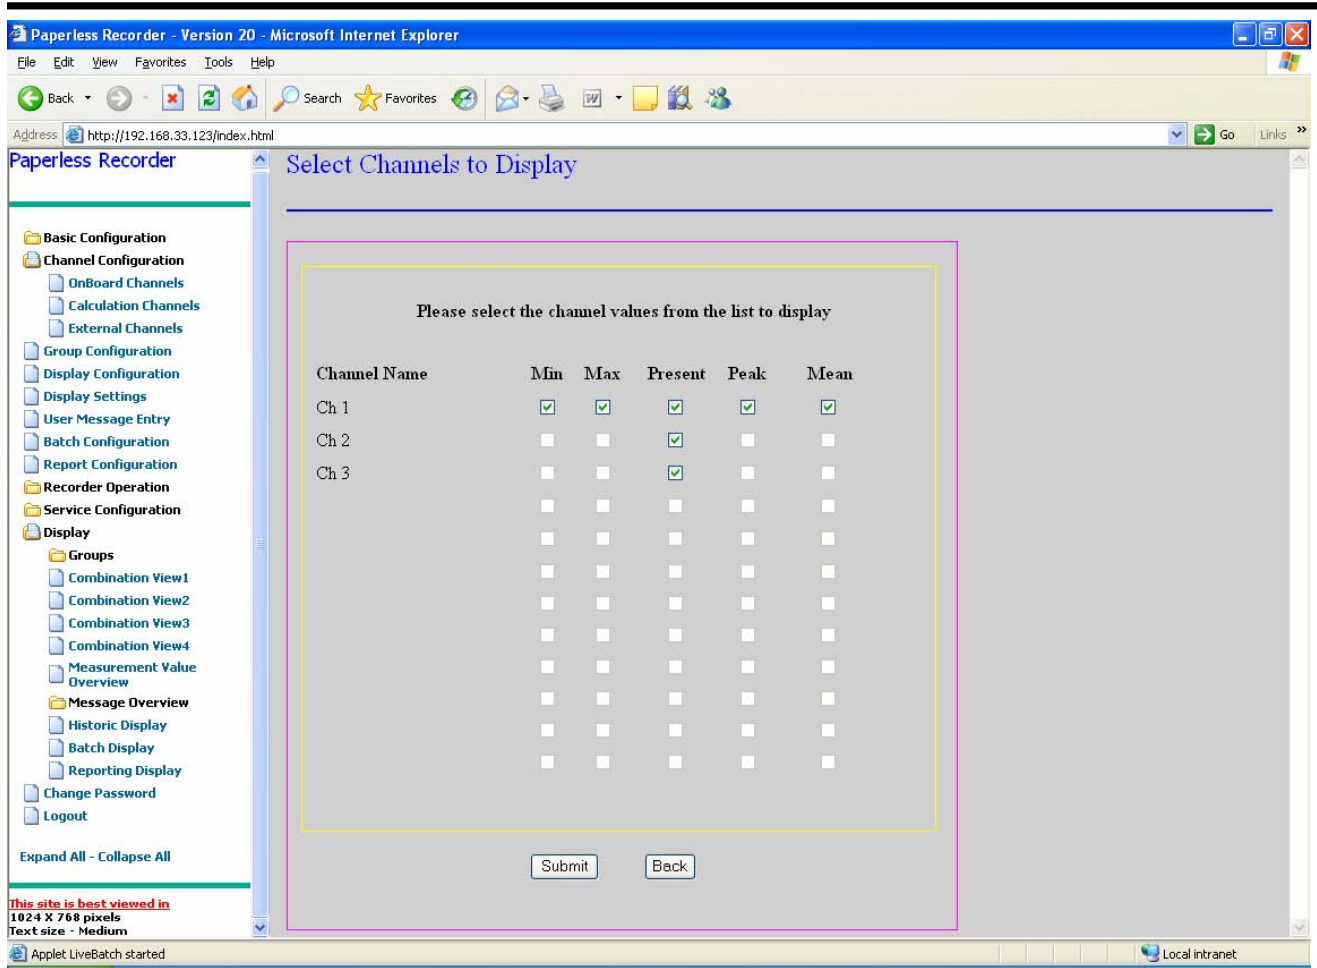 Paperless Recorder - Version 20 - Microsoft Internet Explorer
File Edit View Favorites Tools Help
Back Search Favorites
Address http://192.168.33.123/index.html Go Links »
Paperless Recorder
Basic Configuration
Channel Configuration
OnBoard Channels
Calculation Channels
External Channels
Group Configuration
Display Configuration
Display Settings
User Message Entry
Batch Configuration
Report Configuration
Recorder Operation
Service Configuration
Display
Groups
Combination View1
Combination View2
Combination View3
Combination View4
Measurement Value
Overview
Message Overview
Historic Display
Batch Display
Reporting Display
Change Password
Logout
Expand All - Collapse All
This site is best viewed in
1024 X 768 pixels
Text size - Medium
Select Channels to Display
Please select the channel values from the list to display
Channel Name Min Max Present Peak Mean
Ch 1
Ch 2
Ch 3
Submit Back
Applet LiveBatch started Local intranet